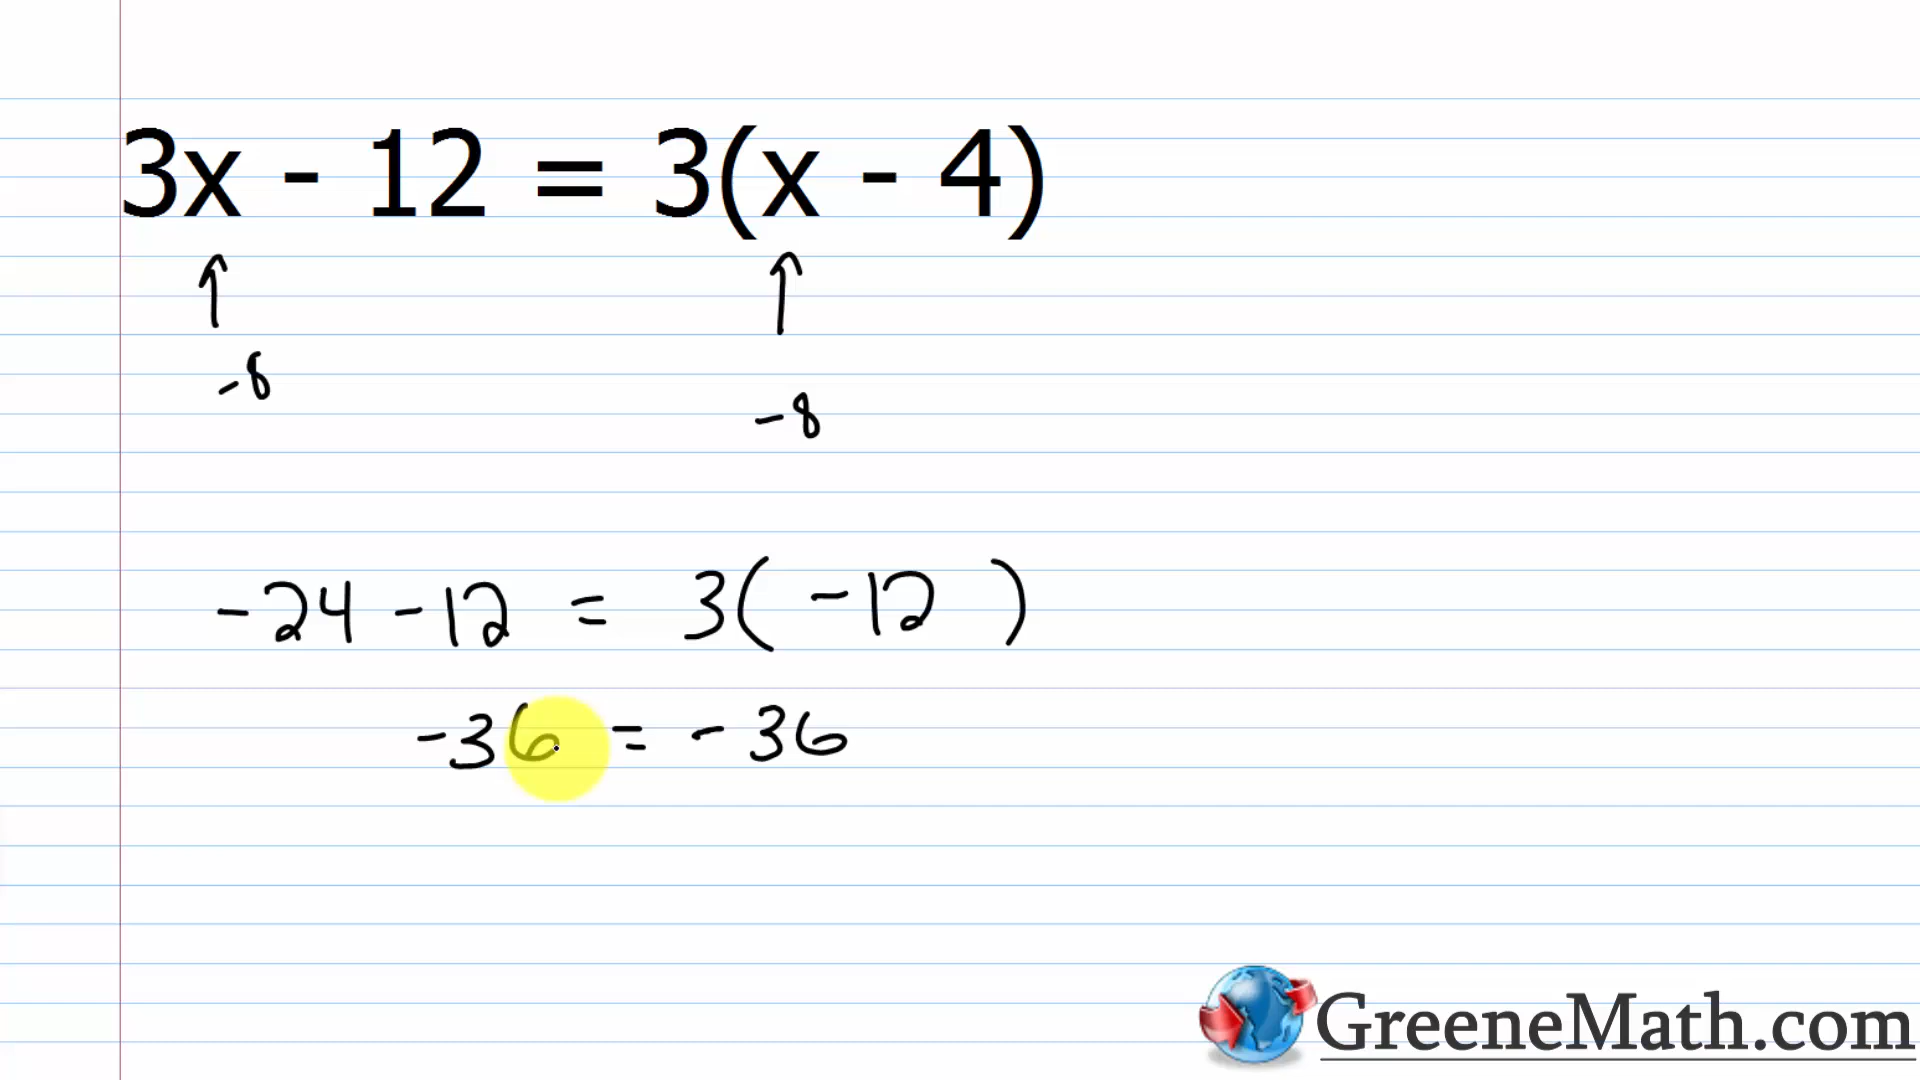 3x - 12 = 3(x - 4)
-8
-8
-24 -12 = 3( -12 )
-36 = -36
GreeneMath.com